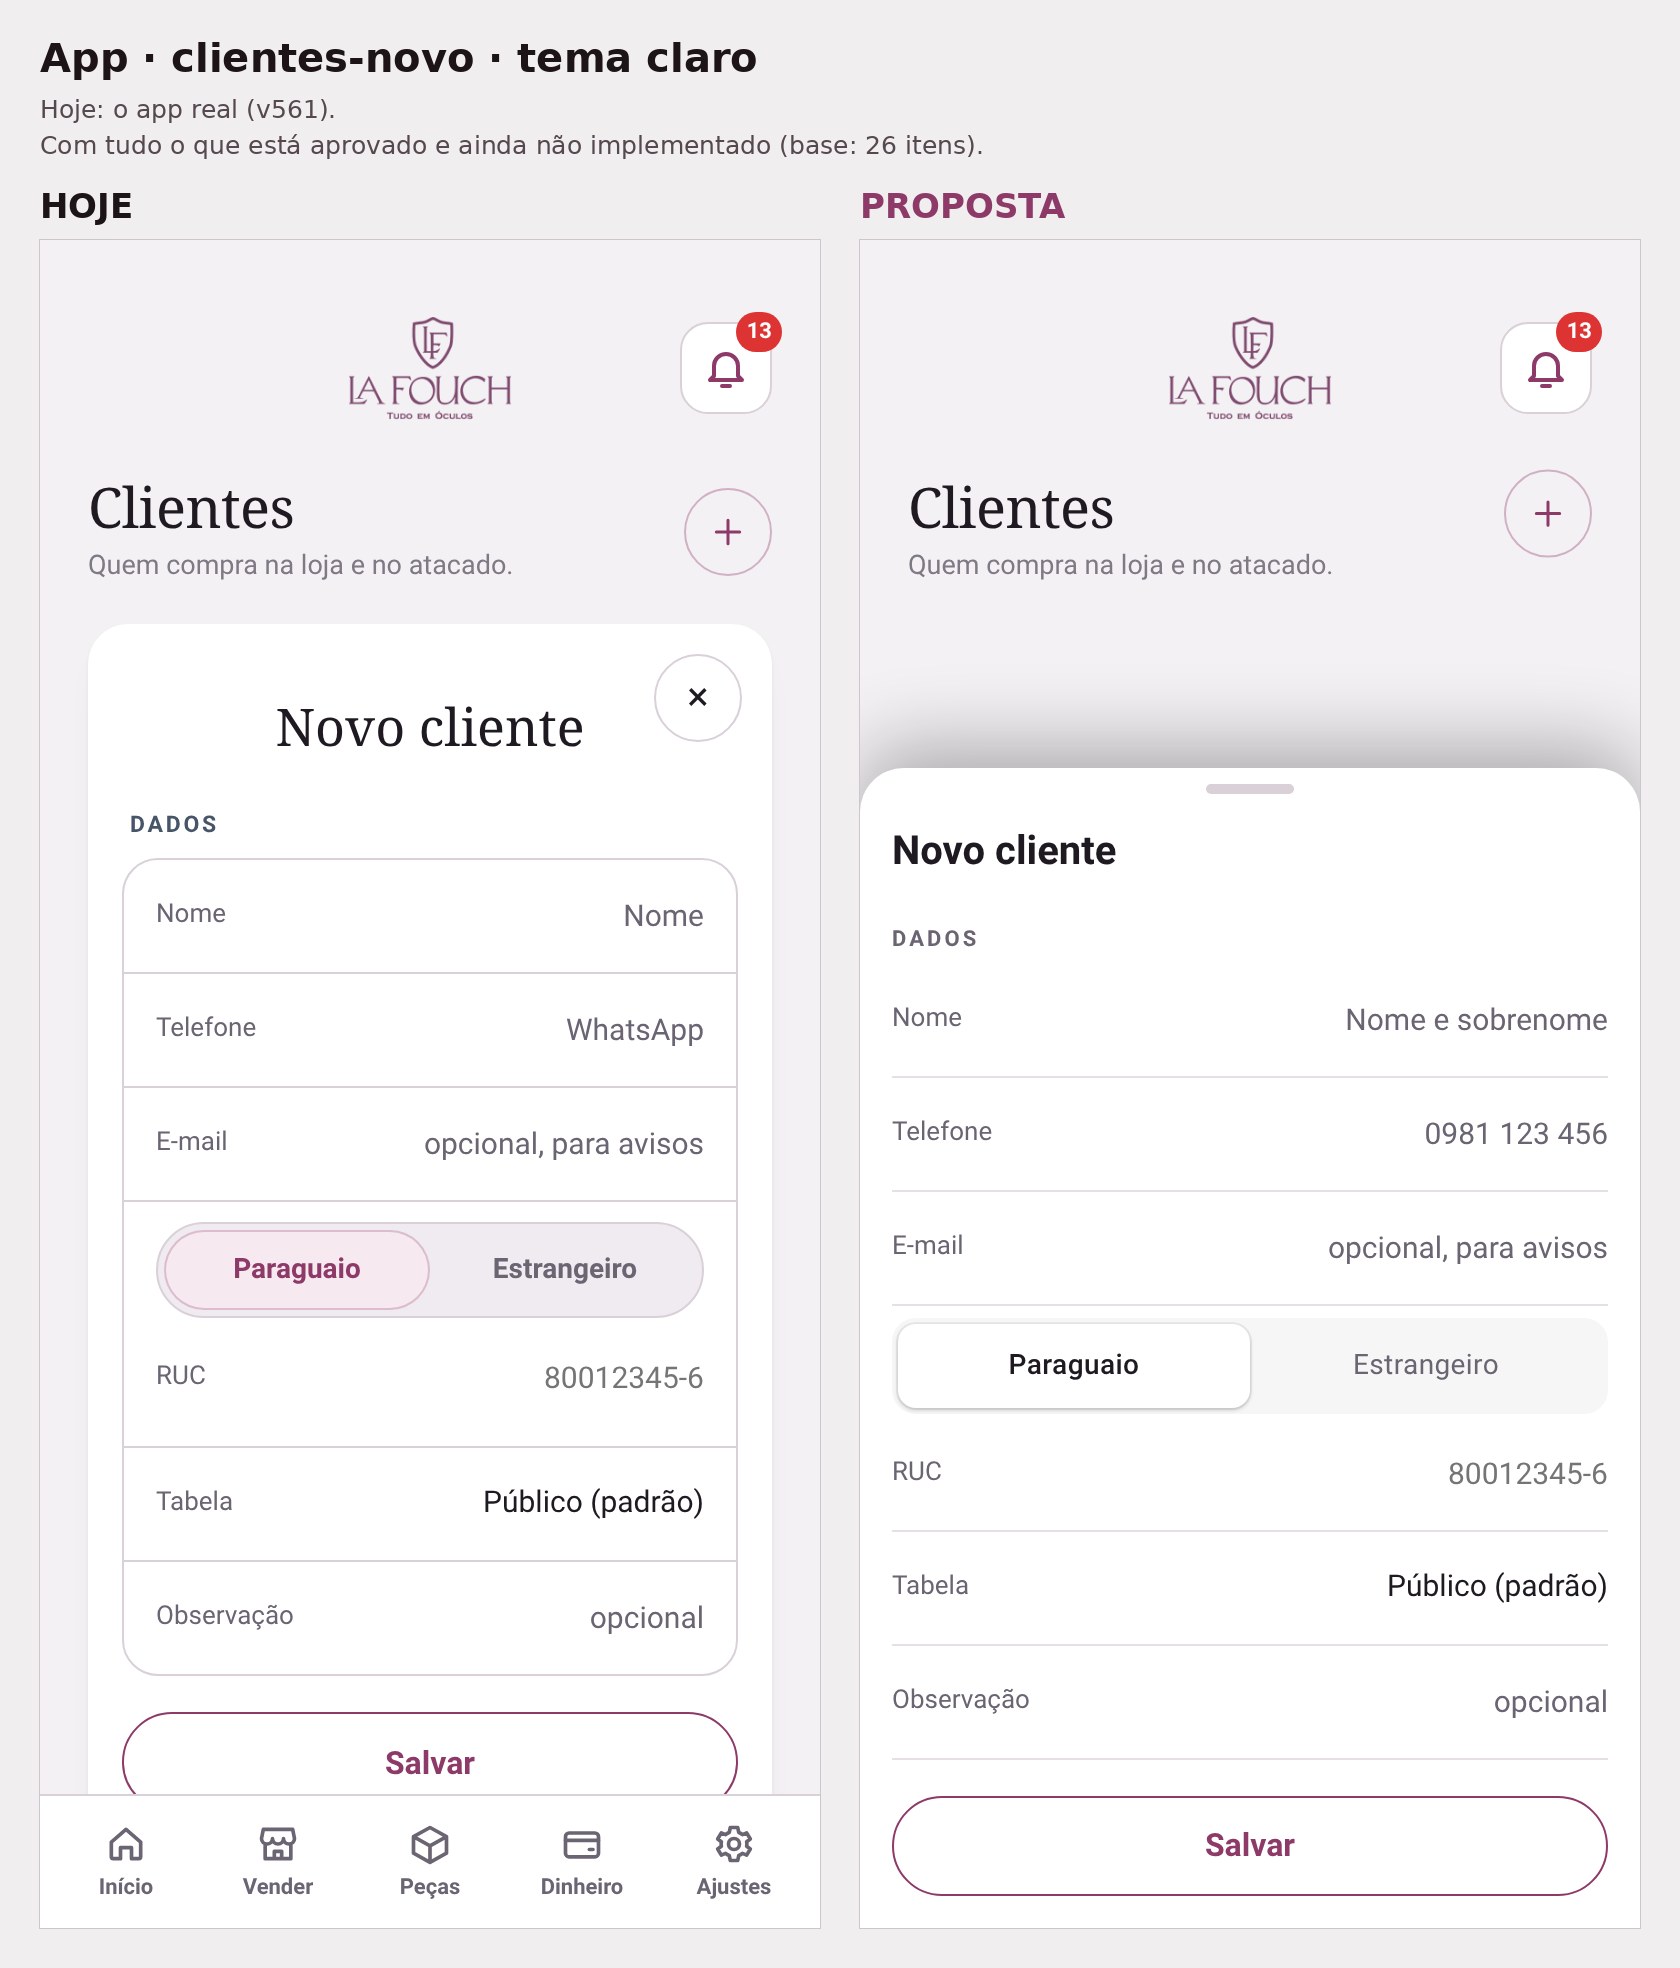 App · clientes-novo · tema claro
Hoje: o app real (v561).
Com tudo o que está aprovado e ainda não implementado (base: 26 itens).
HOJE
LF
LA FOUCH
TUDO EM ÓCULOS
13
Clientes
Quem compra na loja e no atacado.
Novo cliente
DADOS
Nome Nome
Telefone WhatsApp
E-mail opcional, para avisos
Paraguaio Estrangeiro
RUC 80012345-6
Tabela Público (padrão)
Observação opcional
Salvar
Início Vender Peças Dinheiro Ajustes
PROPOSTA
LF
LA FOUCH
TUDO EM ÓCULOS
13
Clientes
Quem compra na loja e no atacado.
Novo cliente
DADOS
Nome Nome e sobrenome
Telefone 0981 123 456
E-mail opcional, para avisos
Paraguaio Estrangeiro
RUC 80012345-6
Tabela Público (padrão)
Observação opcional
Salvar